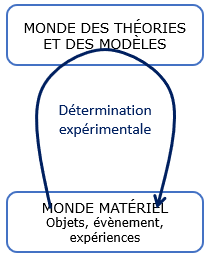 MONDE DES THÉORIES
ET DES MODÈLES
Détermination
expérimentale
MONDE MATÉRIEL
Objets, évènement,
expériences